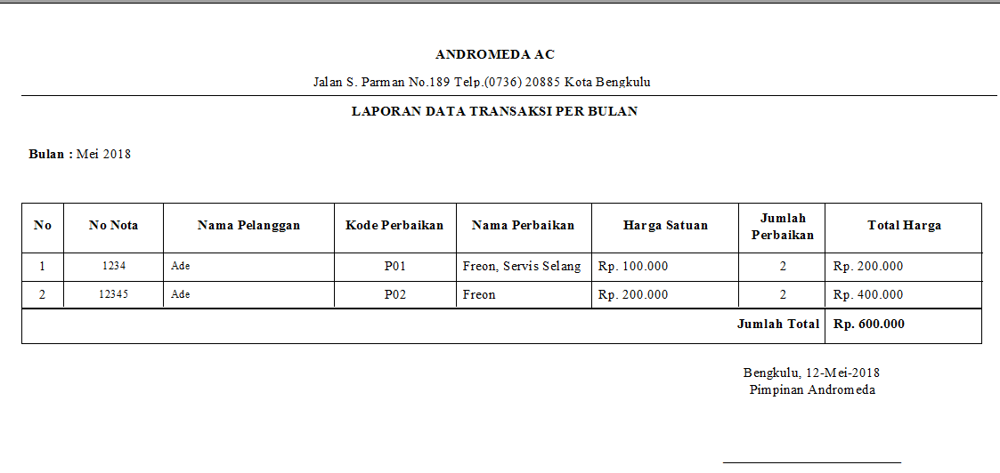 ANDROMEDA AC
Jalan S. Parman No.189 Telp.(0736) 20885 Kota Bengkulu
LAPORAN DATA TRANSAKSI PER BULAN
Bulan : Mei 2018
No No Nota Nama Pelanggan Kode Perbaikan Nama Perbaikan Harga Satuan Jumlah Perbaikan Total Harga
1 1234 Ade P01 Freon, Servis Selang Rp. 100.000 2 Rp. 200.000
2 12345 Ade P02 Freon Rp. 200.000 2 Rp. 400.000
Jumlah Total Rp. 600.000
Bengkulu, 12-Mei-2018
Pimpinan Andromeda